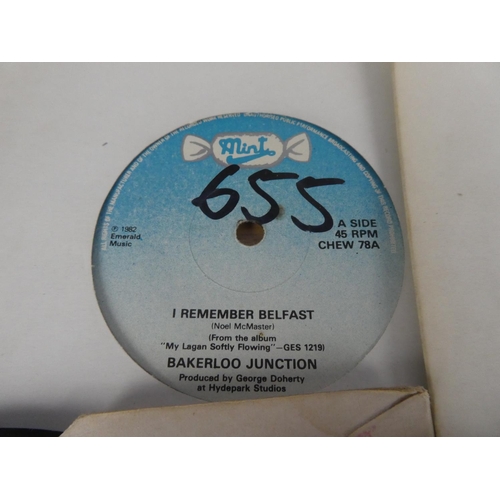 mint
655
A SIDE
45 RPM
CHEW 78A
℗ 1982
Emerald,
Music
I REMEMBER BELFAST
(Noel McMaster)
(From the album
"My Lagan Softly Flowing"—GES 1219)
BAKERLOO JUNCTION
Produced by George Doherty
at Hydepark Studios